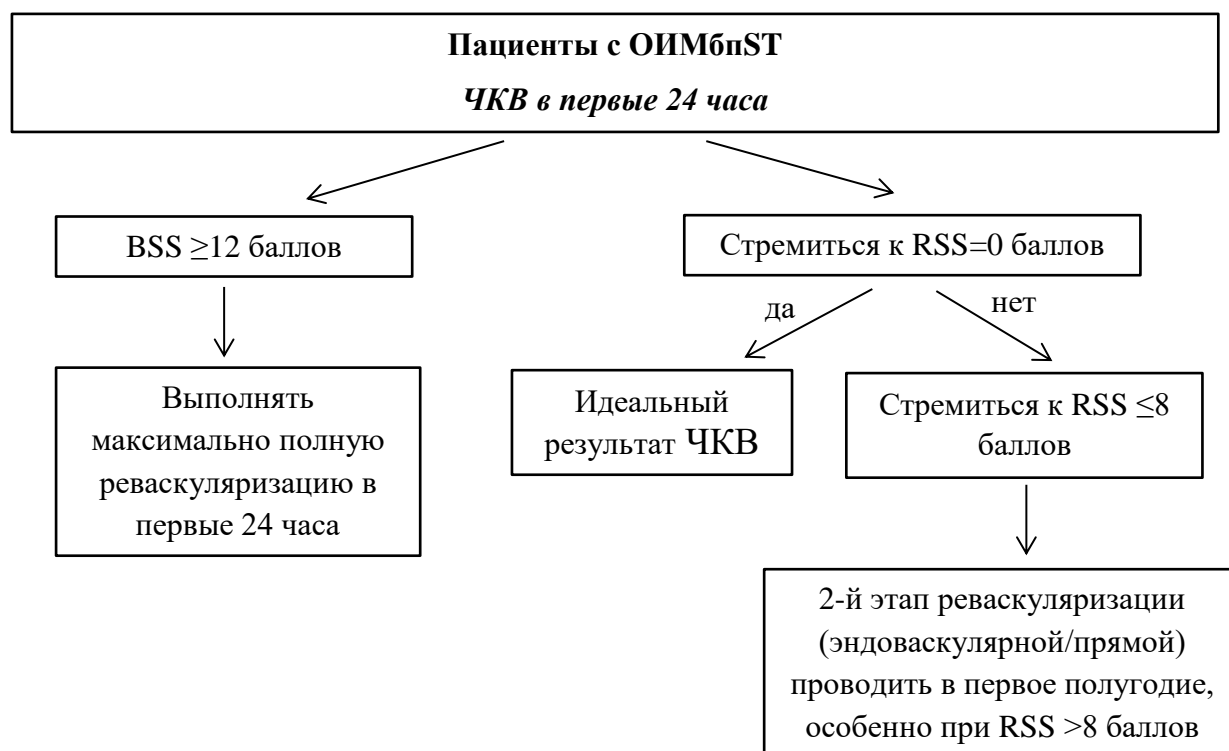 Пациенты с ОИМбпST
ЧКВ в первые 24 часа
BSS ≥12 баллов
Стремиться к RSS=0 баллов
да
нет
Выполнять
максимально полную
реваскуляризацию в
первые 24 часа
Идеальный
результат ЧКВ
Стремиться к RSS ≤8
баллов
2-й этап реваскуляризации
(эндоваскулярной/прямой)
проводить в первое полугодие,
особенно при RSS >8 баллов